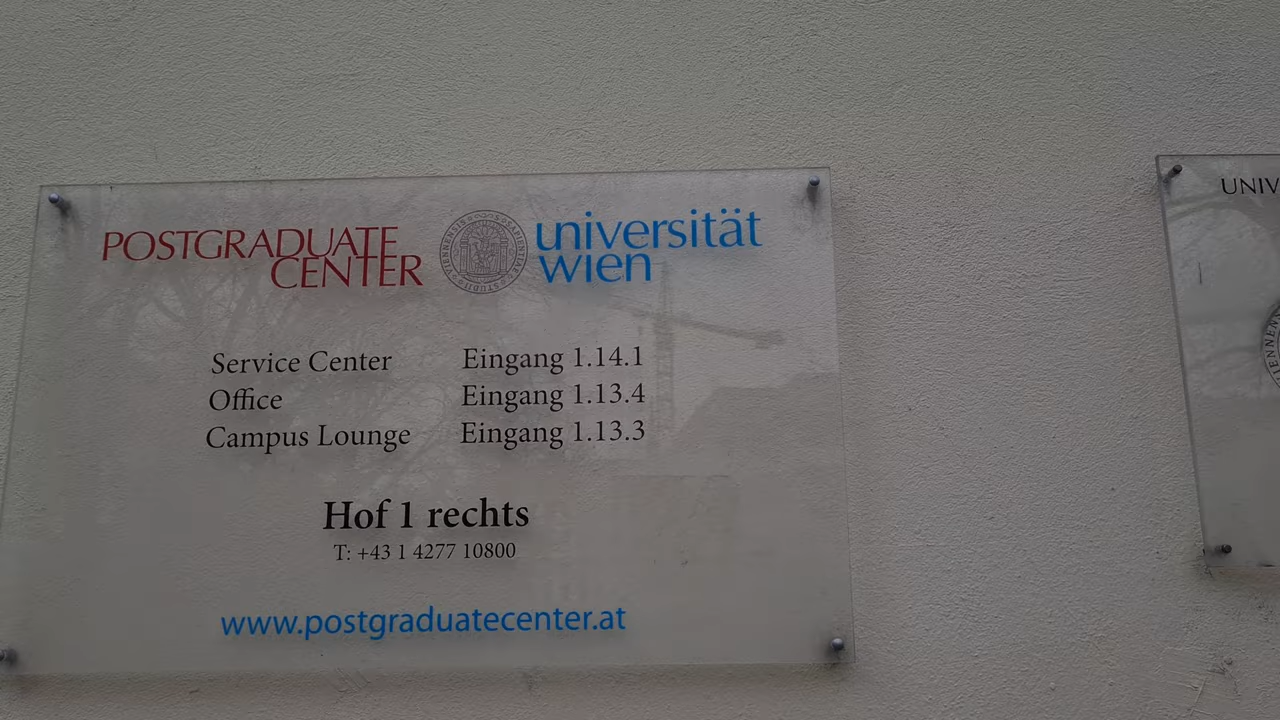 POSTGRADUATE
CENTER
universität
wien
Service Center Eingang 1.14.1
Office Eingang 1.13.4
Campus Lounge Eingang 1.13.3
Hof 1 rechts
T: +43 1 4277 10800
www.postgraduatecenter.at
UNIV